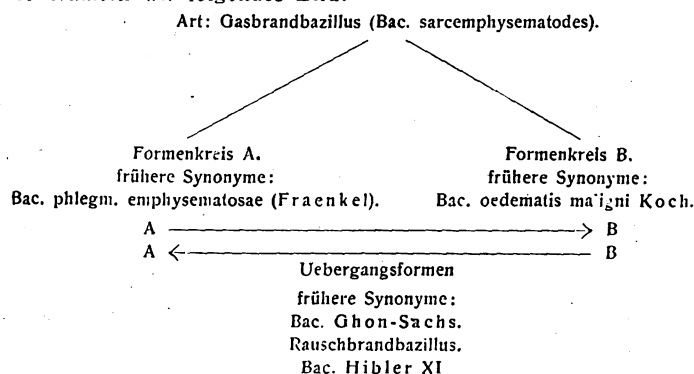 Art: Gasbrandbazillus (Bac. sarcemphysematodes).
Formenkreis A.
frühere Synonyme:
Bac. phlegm. emphysematosae (Fraenkel).
Formenkreis B.
frühere Synonyme:
Bac. oedematis maligni Koch.
A B
A B
Uebergangsformen
frühere Synonyme:
Bac. Ghon-Sachs.
Rauschbrandbazillus.
Bac. Hibler XI